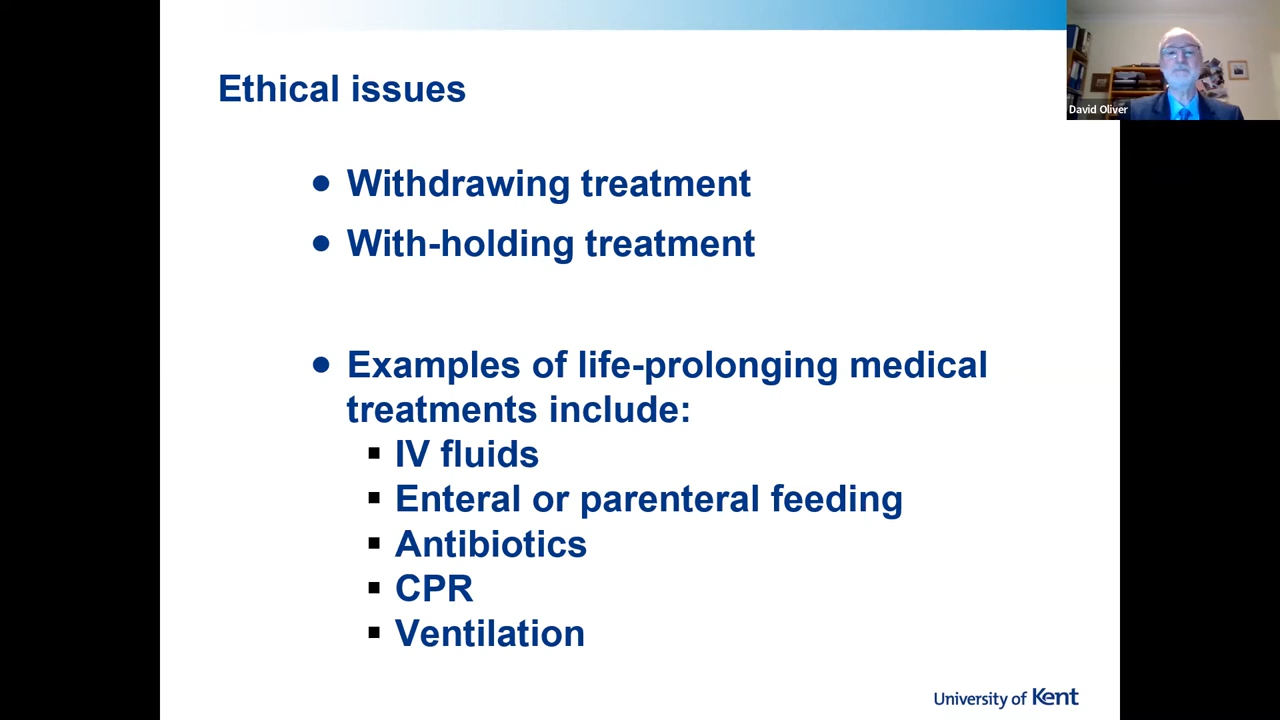 Ethical issues
David Oliver
• Withdrawing treatment
• With-holding treatment
• Examples of life-prolonging medical
treatments include:
▪ IV fluids
▪ Enteral or parenteral feeding
▪ Antibiotics
▪ CPR
▪ Ventilation
University of Kent